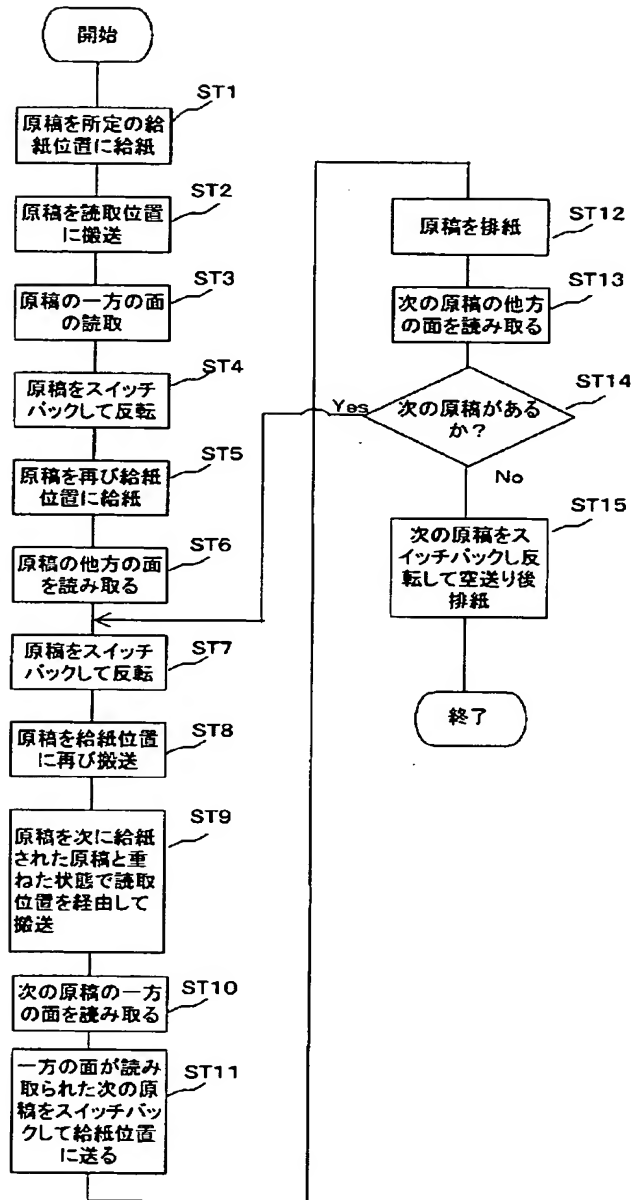 開始
ST1
原稿を所定の給
紙位置に給紙
ST2
原稿を読取位置
に搬送
ST3
原稿の一方の面
の読取
ST4
原稿をスイッチ
バックして反転
ST5
原稿を再び給紙
位置に給紙
ST6
原稿の他方の面
を読み取る
ST7
原稿をスイッチ
バックして反転
ST8
原稿を給紙位置
に再び搬送
ST9
原稿を次に給紙
された原稿と重
ねた状態で読取
位置を経由して
搬送
ST10
次の原稿の一方
の面を読み取る
ST11
一方の面が読み
取られた次の原
稿をスイッチバッ
クして給紙位置
に送る
ST12
原稿を排紙
ST13
次の原稿の他方
の面を読み取る
ST14
Yes
次の原稿がある
か?
No
ST15
次の原稿をス
イッチバックし反
転して空送り後
排紙
終了